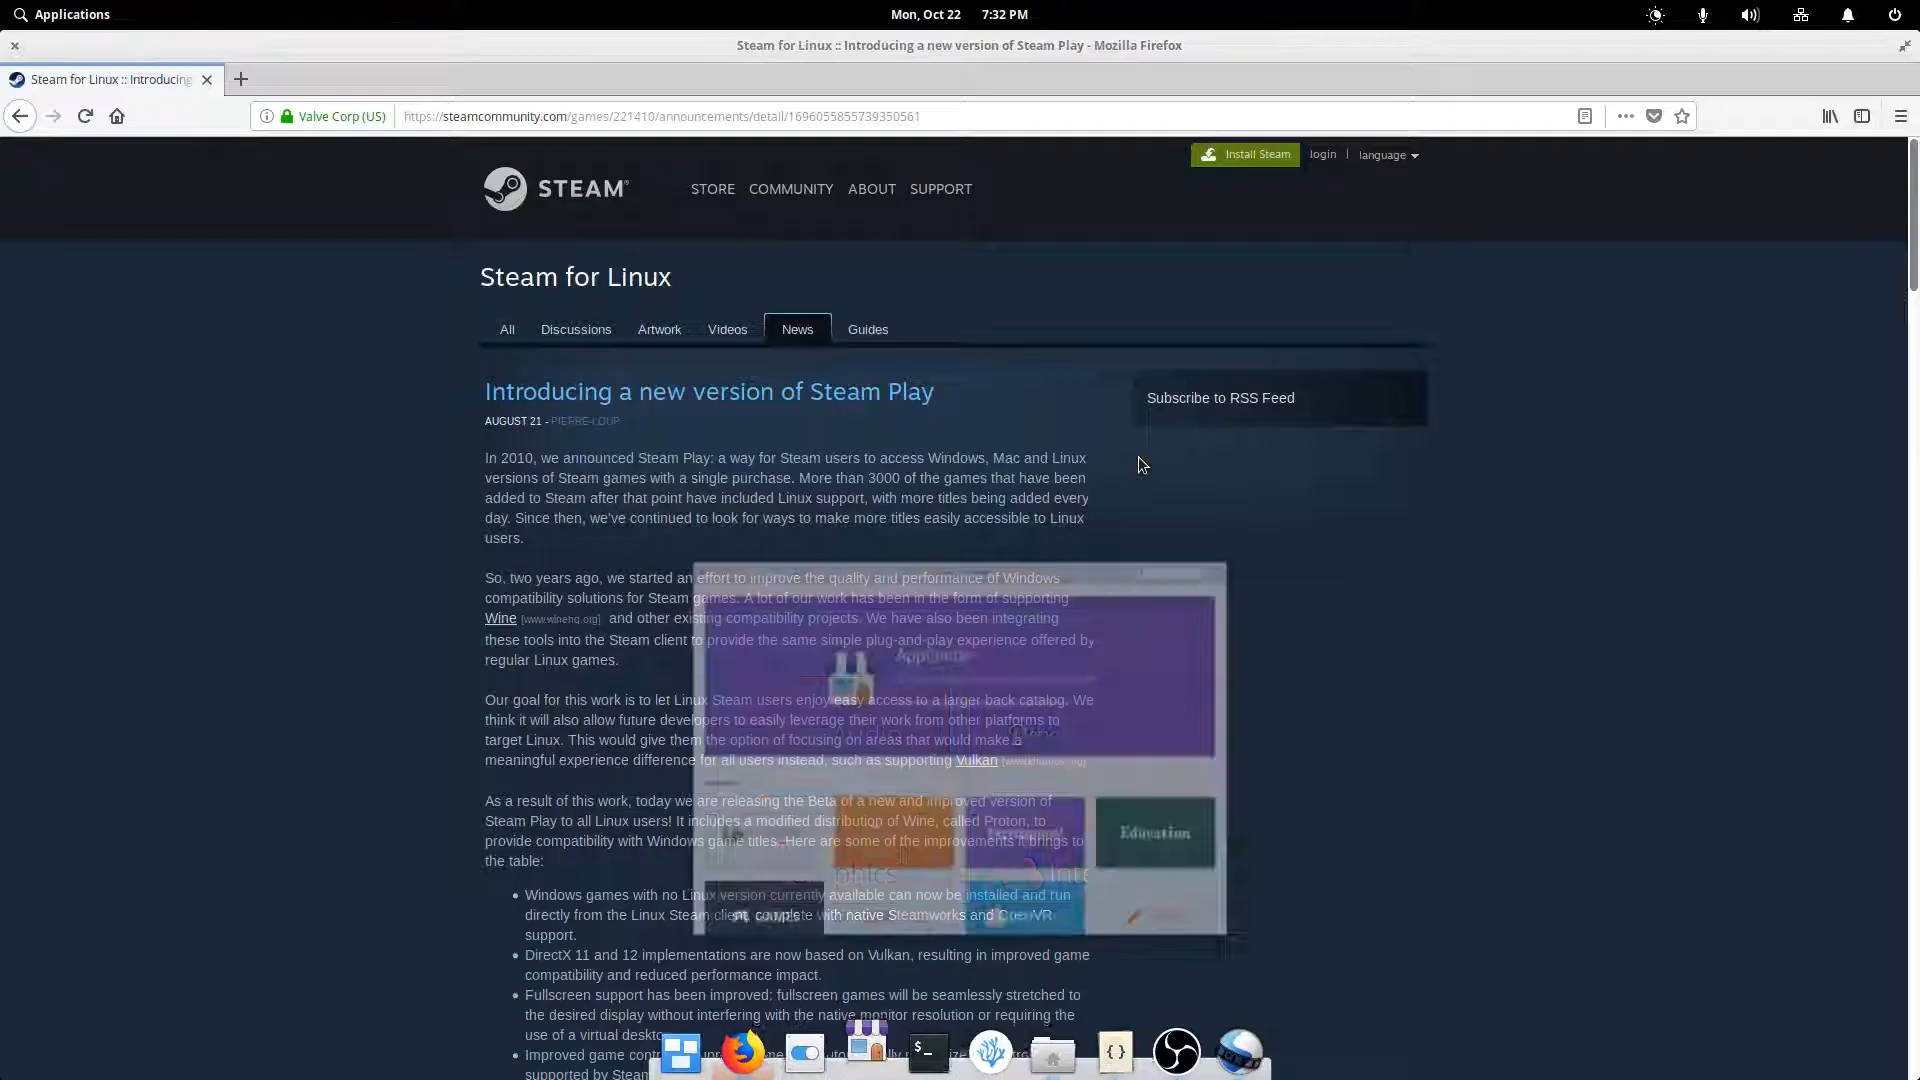 Applications
Mon, Oct 22 7:32 PM
Steam for Linux :: Introducing a new version of Steam Play - Mozilla Firefox
Steam for Linux :: Introducing
Valve Corp (US) https://steamcommunity.com/games/221410/announcements/detail/1696055855739350561
Install Steam login | language
STEAM®
STORE COMMUNITY ABOUT SUPPORT
Steam for Linux
All Discussions Artwork Videos News Guides
Introducing a new version of Steam Play
Subscribe to RSS Feed
AUGUST 21 - PIERRE-LOUP
In 2010, we announced Steam Play: a way for Steam users to access Windows, Mac and Linux
versions of Steam games with a single purchase. More than 3000 of the games that have been
added to Steam after that point have included Linux support, with more titles being added every
day. Since then, we've continued to look for ways to make more titles easily accessible to Linux
users.
So, two years ago, we started an effort to improve the quality and performance of Windows
compatibility solutions for Steam games. A lot of our work has been in the form of supporting
Wine [www.winehq.org] and other existing compatibility projects. We have also been integrating
these tools into the Steam client to provide the same simple plug-and-play experience offered by
regular Linux games.
Our goal for this work is to let Linux Steam users enjoy easy access to a larger back catalog. We
think it will also allow future developers to easily leverage their work from other platforms to
target Linux. This would give them the option of focusing on areas that would make a
meaningful experience difference for all users instead, such as supporting Vulkan [www.khronos.org]
As a result of this work, today we are releasing the Beta of a new and improved version of
Steam Play to all Linux users! It includes a modified distribution of Wine, called Proton, to
provide compatibility with Windows game titles. Here are some of the improvements it brings to
the table:
Windows games with no Linux version currently available can now be installed and run
directly from the Linux Steam client, complete with native Steamworks and OpenVR
support.
DirectX 11 and 12 implementations are now based on Vulkan, resulting in improved game
compatibility and reduced performance impact.
Fullscreen support has been improved: fullscreen games will be seamlessly stretched to
the desired display without interfering with the native monitor resolution or requiring the
use of a virtual desktop
Improved game
supported by Steam
AppCenter
Audio
Education